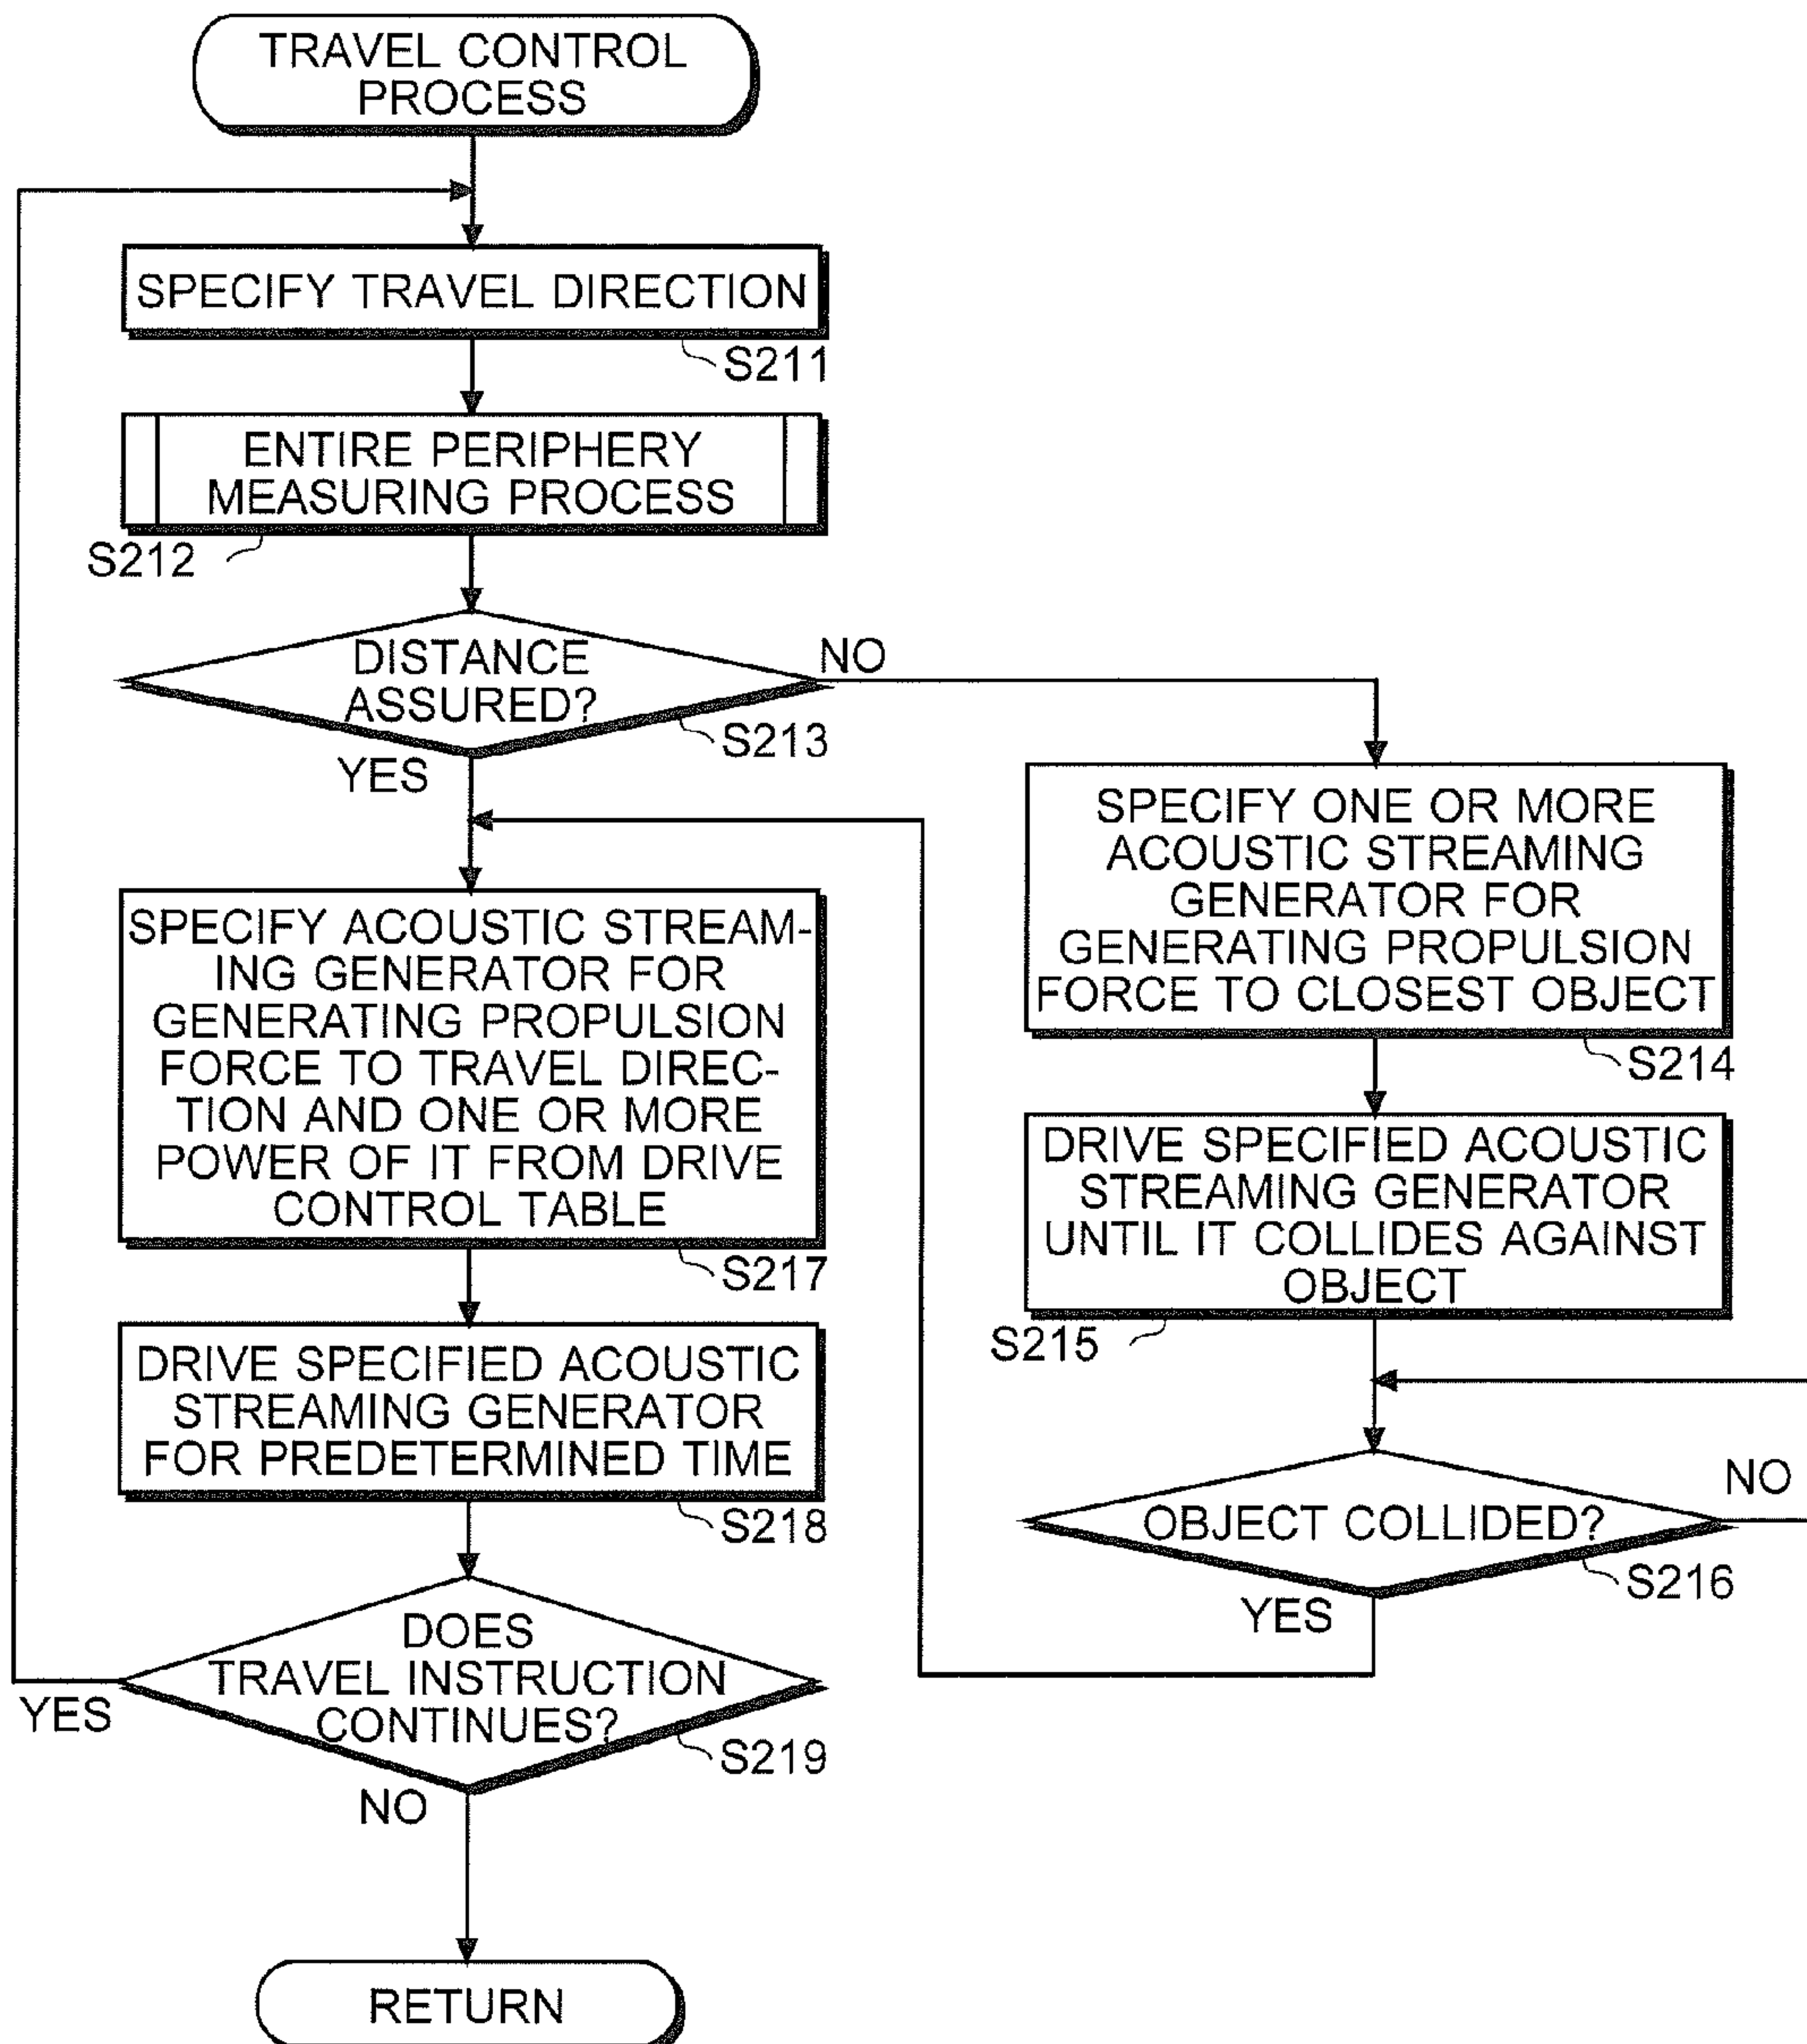 TRAVEL CONTROL
PROCESS
SPECIFY TRAVEL DIRECTION
S211
ENTIRE PERIPHERY
MEASURING PROCESS
S212
DISTANCE
ASSURED?
NO
S213
YES
SPECIFY ONE OR MORE
ACOUSTIC STREAMING
GENERATOR FOR
GENERATING PROPULSION
FORCE TO CLOSEST OBJECT
S214
DRIVE SPECIFIED ACOUSTIC
STREAMING GENERATOR
UNTIL IT COLLIDES AGAINST
OBJECT
S215
OBJECT COLLIDED?
NO
S216
YES
SPECIFY ACOUSTIC STREAM-
ING GENERATOR FOR
GENERATING PROPULSION
FORCE TO TRAVEL DIREC-
TION AND ONE OR MORE
POWER OF IT FROM DRIVE
CONTROL TABLE
S217
DRIVE SPECIFIED ACOUSTIC
STREAMING GENERATOR
FOR PREDETERMINED TIME
S218
DOES
TRAVEL INSTRUCTION
CONTINUES?
YES
S219
NO
RETURN